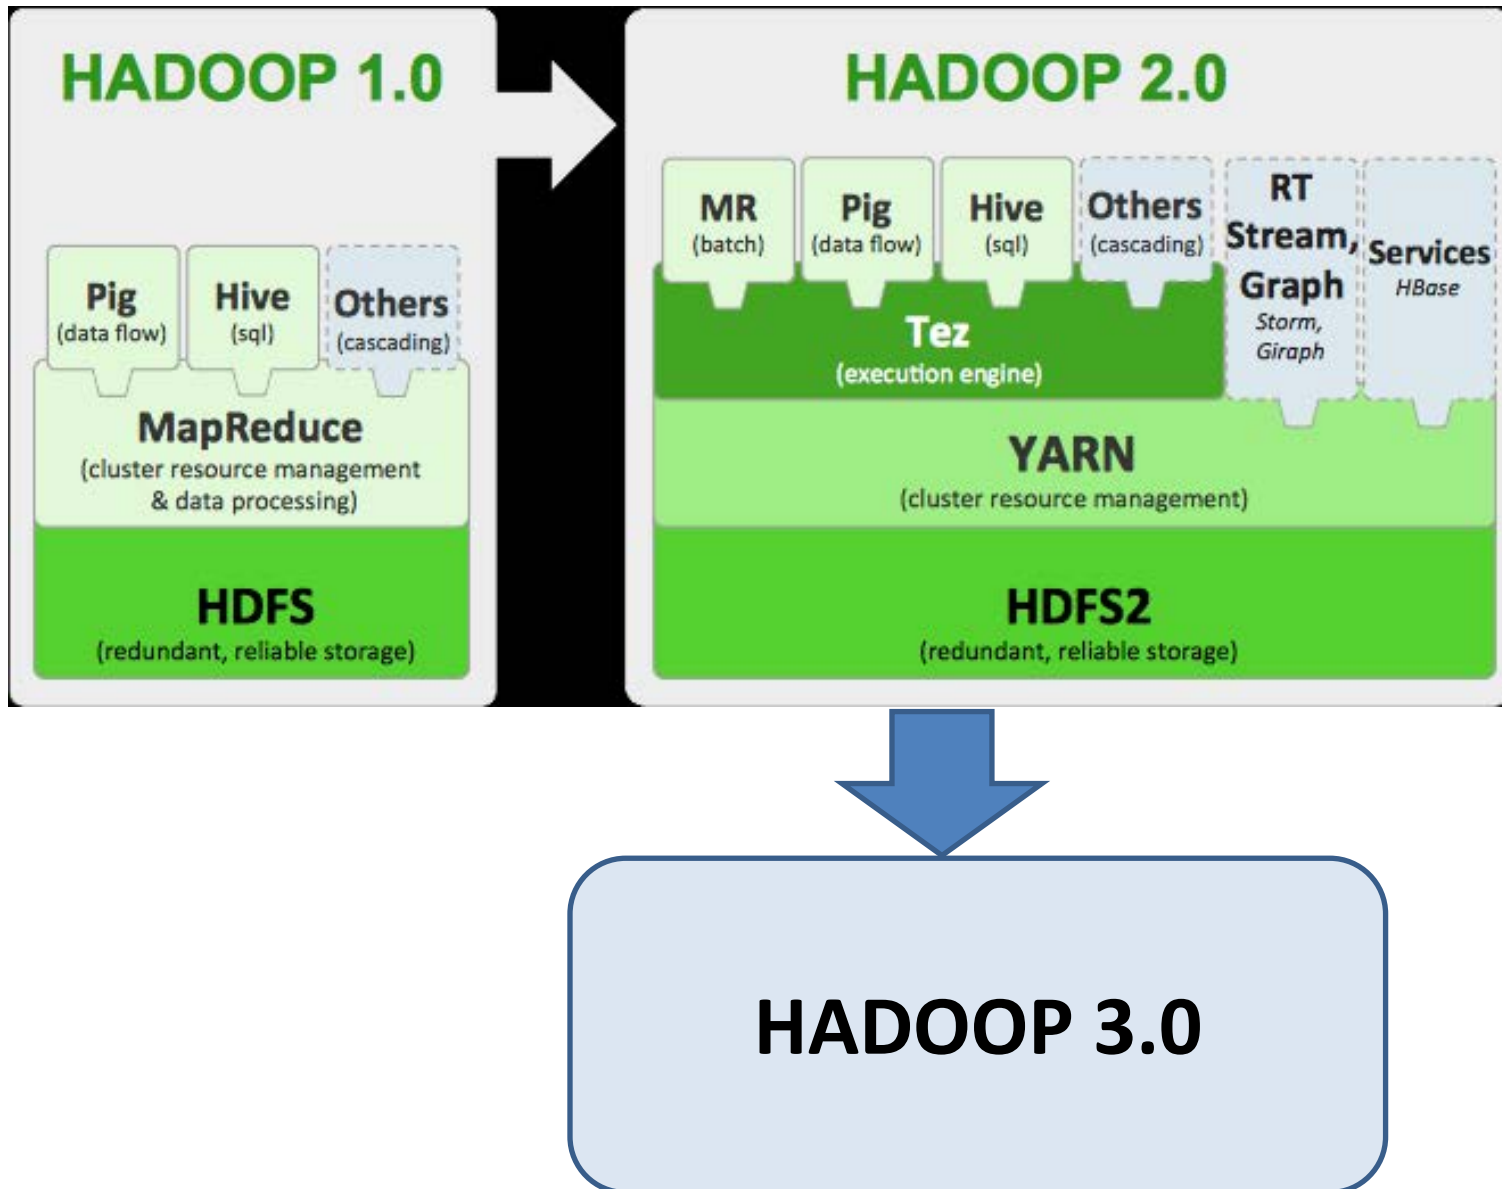 HADOOP 1.0
Pig
(data flow)
Hive
(sql)
Others
(cascading)
MapReduce
(cluster resource management
& data processing)
HDFS
(redundant, reliable storage)
HADOOP 2.0
MR
(batch)
Pig
(data flow)
Hive
(sql)
Others
(cascading)
RT
Stream,
Graph
Storm,
Giraph
Services
HBase
Tez
(execution engine)
YARN
(cluster resource management)
HDFS2
(redundant, reliable storage)
HADOOP 3.0